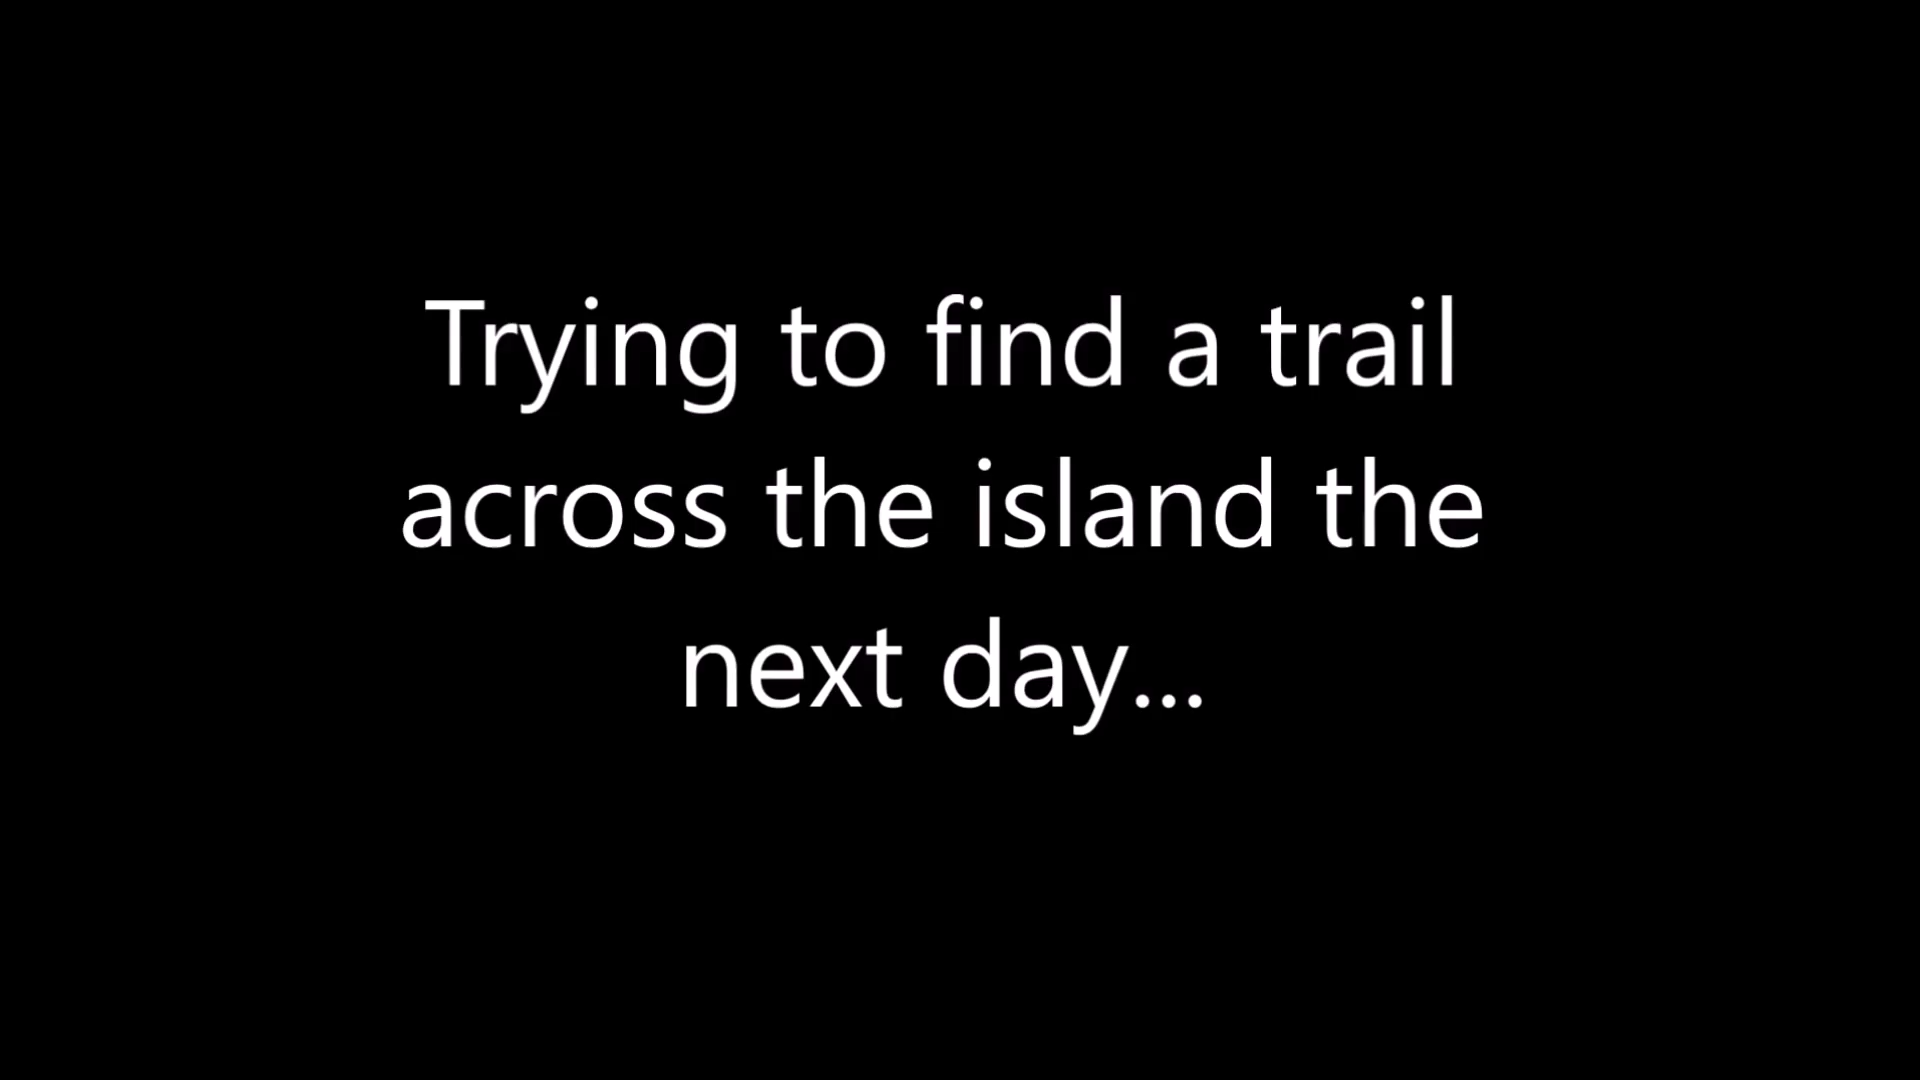 Trying to find a trail
across the island the
next day...